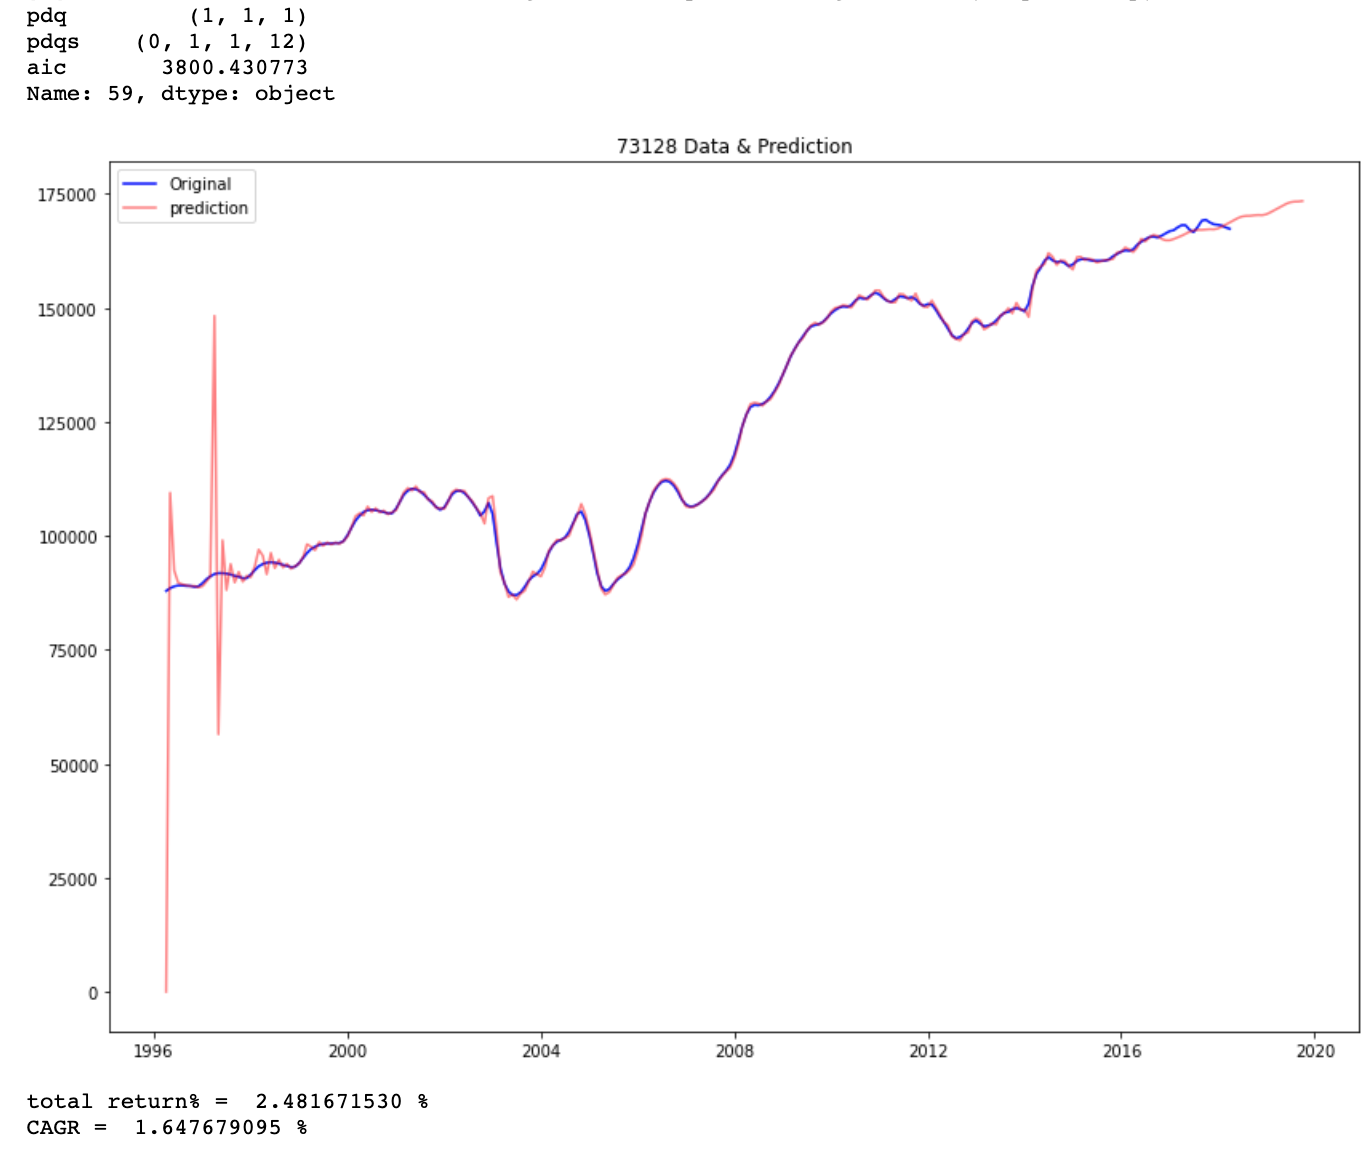 pdq (1, 1, 1)
pdqs (0, 1, 1, 12)
aic 3800.430773
Name: 59, dtype: object
73128 Data & Prediction
Original
prediction
175000
150000
125000
100000
75000
50000
25000
0
1996 2000 2004 2008 2012 2016 2020
total return% = 2.481671530 %
CAGR = 1.647679095 %